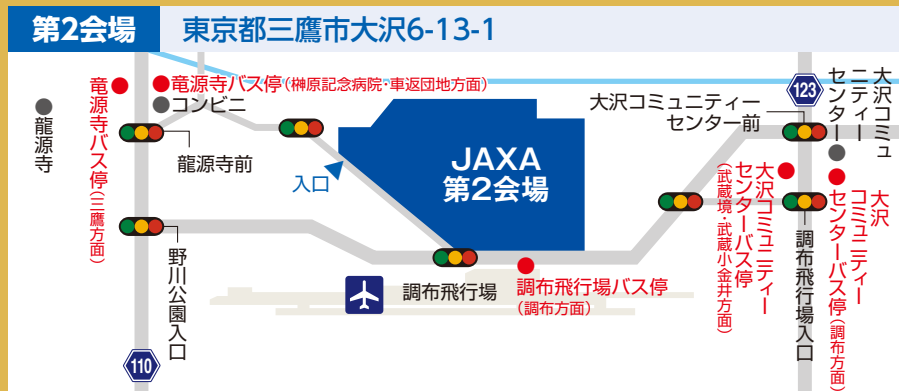 第2会場
東京都三鷹市大沢6-13-1
竜源寺バス停(榊原記念病院・車返団地方面)
コンビニ
竜源寺バス停(三鷹方面)
龍源寺
龍源寺前
入口
JAXA
第2会場
大沢コミュニティー
センター前
123
大沢コミュ
ニティー
センター
大沢コミュニティー
センターバス停
(武蔵境・武蔵小金井方面)
大沢
コミュニティー
センターバス停(調布方面)
調布飛行場入口
野川公園入口
調布飛行場
調布飛行場バス停
(調布方面)
110